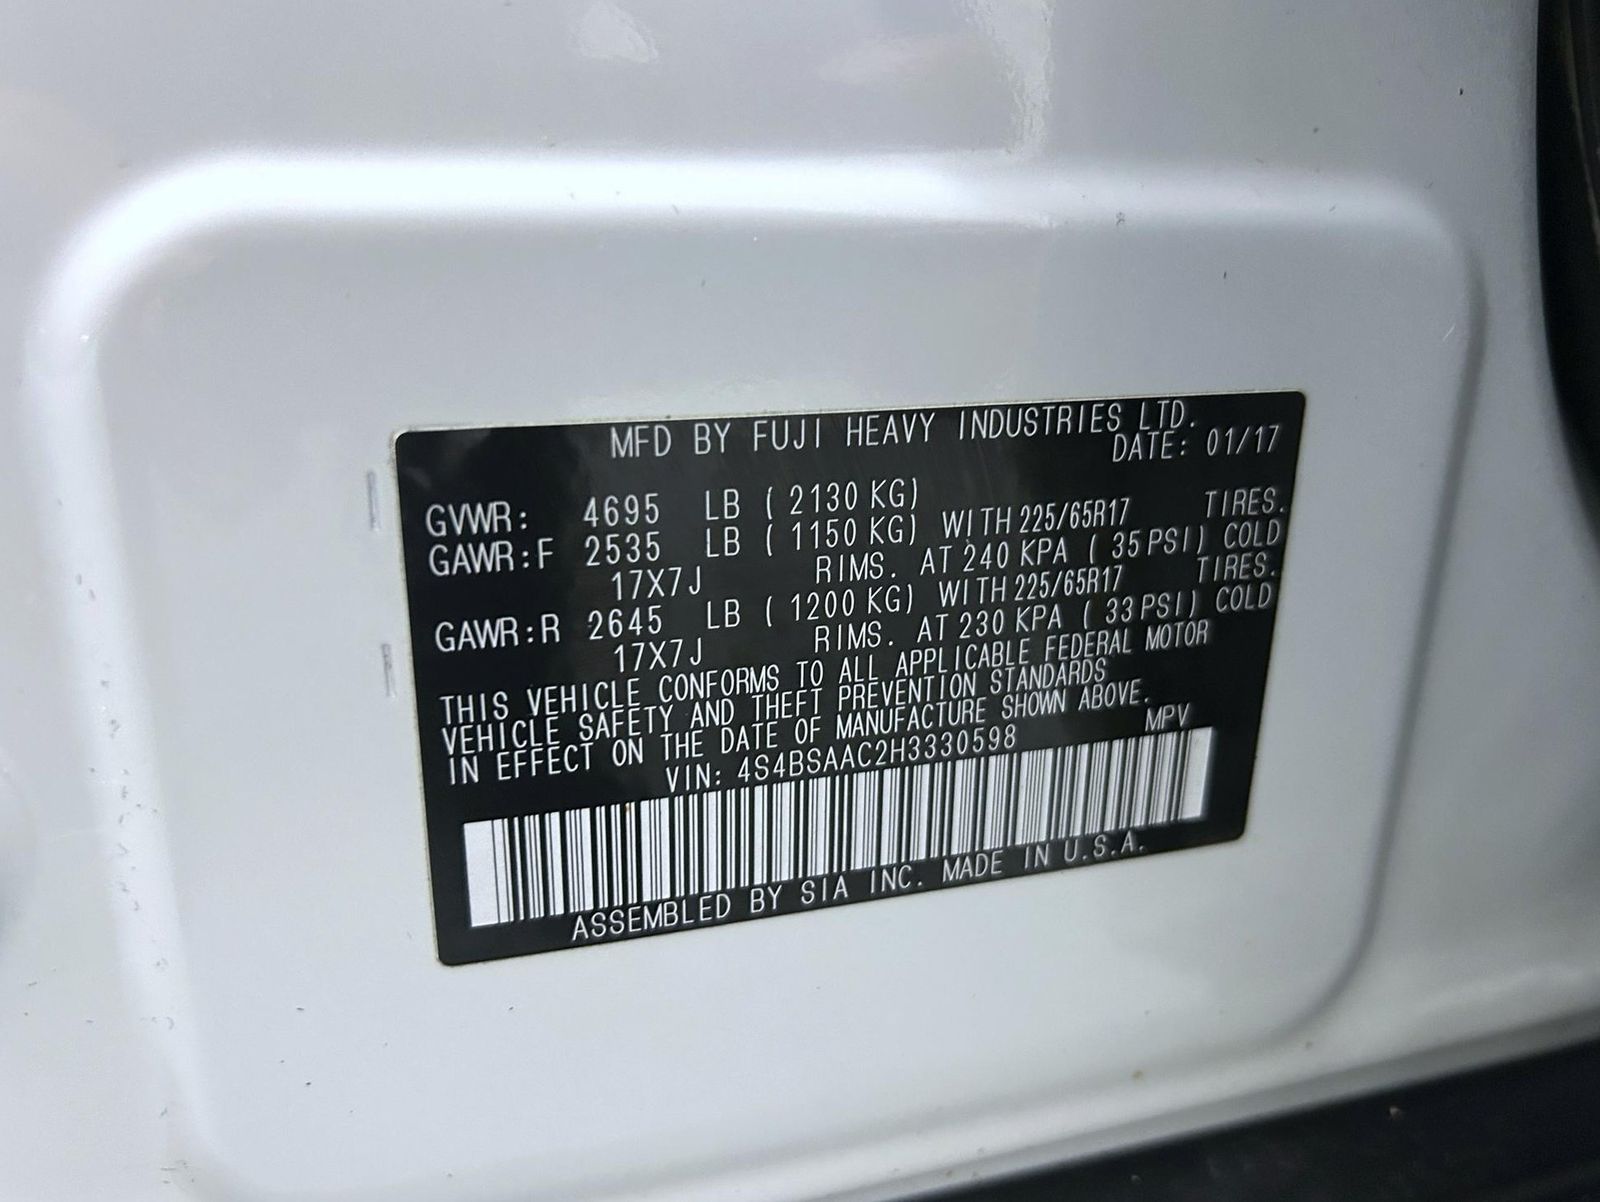 MFD BY FUJI HEAVY INDUSTRIES LTD.
DATE: 01/17
GVWR: 4695 LB ( 2130 KG)
GAWR:F 2535 LB ( 1150 KG) WITH 225/65R17 TIRES.
17X7J RIMS. AT 240 KPA ( 35 PSI) COLD
GAWR:R 2645 LB ( 1200 KG) WITH 225/65R17 TIRES.
17X7J RIMS. AT 230 KPA ( 33 PSI) COLD
THIS VEHICLE CONFORMS TO ALL APPLICABLE FEDERAL MOTOR
VEHICLE SAFETY AND THEFT PREVENTION STANDARDS
IN EFFECT ON THE DATE OF MANUFACTURE SHOWN ABOVE.
VIN: 4S4BSAAC2H3330598 MPV
ASSEMBLED BY SIA INC. MADE IN U.S.A.